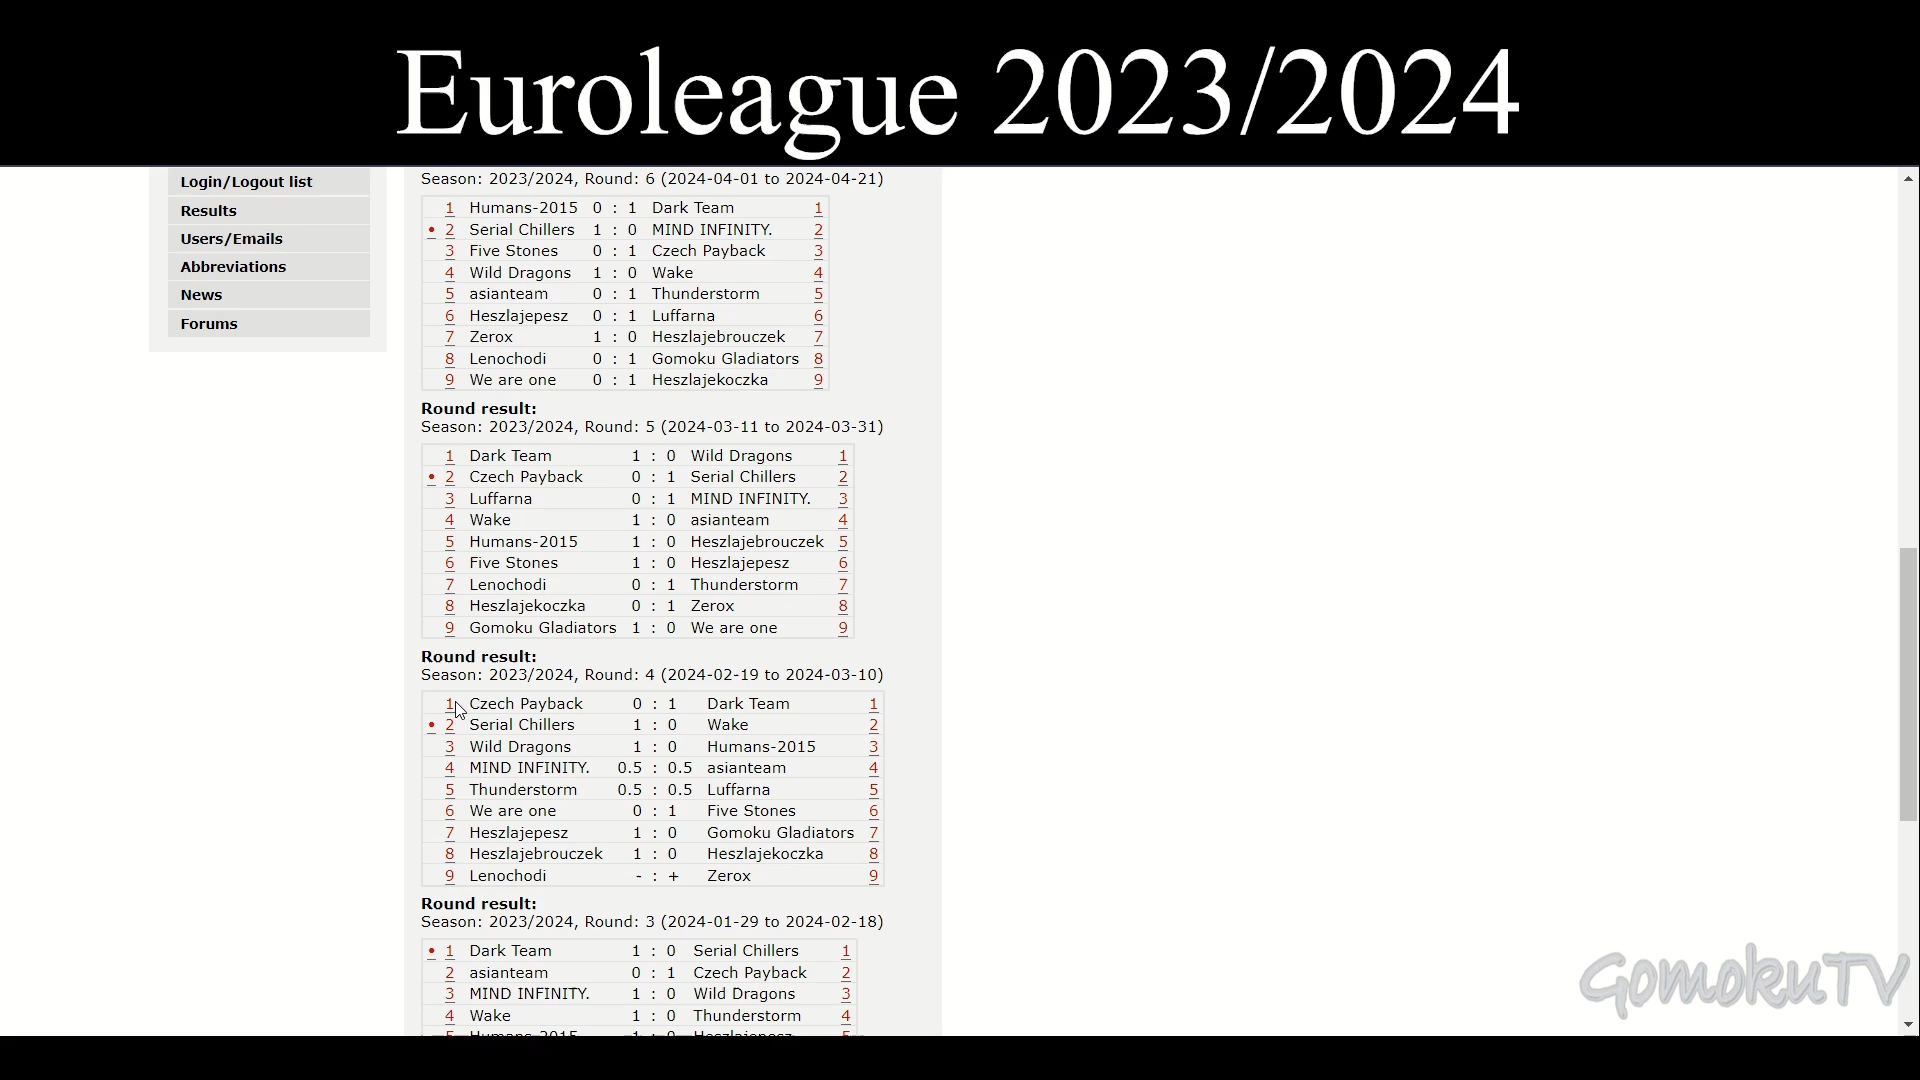 Euroleague 2023/2024
Login/Logout list
Results
Users/Emails
Abbreviations
News
Forums
Season: 2023/2024, Round: 6 (2024-04-01 to 2024-04-21)
1 Humans-2015 0 : 1 Dark Team 1
• 2 Serial Chillers 1 : 0 MIND INFINITY. 2
3 Five Stones 0 : 1 Czech Payback 3
4 Wild Dragons 1 : 0 Wake 4
5 asianteam 0 : 1 Thunderstorm 5
6 Heszlajepesz 0 : 1 Luffarna 6
7 Zerox 1 : 0 Heszlajebrouczek 7
8 Lenochodi 0 : 1 Gomoku Gladiators 8
9 We are one 0 : 1 Heszlajekoczka 9
Round result:
Season: 2023/2024, Round: 5 (2024-03-11 to 2024-03-31)
1 Dark Team 1 : 0 Wild Dragons 1
• 2 Czech Payback 0 : 1 Serial Chillers 2
3 Luffarna 0 : 1 MIND INFINITY. 3
4 Wake 1 : 0 asianteam 4
5 Humans-2015 1 : 0 Heszlajebrouczek 5
6 Five Stones 1 : 0 Heszlajepesz 6
7 Lenochodi 0 : 1 Thunderstorm 7
8 Heszlajekoczka 0 : 1 Zerox 8
9 Gomoku Gladiators 1 : 0 We are one 9
Round result:
Season: 2023/2024, Round: 4 (2024-02-19 to 2024-03-10)
1 Czech Payback 0 : 1 Dark Team 1
• 2 Serial Chillers 1 : 0 Wake 2
3 Wild Dragons 1 : 0 Humans-2015 3
4 MIND INFINITY. 0.5 : 0.5 asianteam 4
5 Thunderstorm 0.5 : 0.5 Luffarna 5
6 We are one 0 : 1 Five Stones 6
7 Heszlajepesz 1 : 0 Gomoku Gladiators 7
8 Heszlajebrouczek 1 : 0 Heszlajekoczka 8
9 Lenochodi - : + Zerox 9
Round result:
Season: 2023/2024, Round: 3 (2024-01-29 to 2024-02-18)
• 1 Dark Team 1 : 0 Serial Chillers 1
2 asianteam 0 : 1 Czech Payback 2
3 MIND INFINITY. 1 : 0 Wild Dragons 3
4 Wake 1 : 0 Thunderstorm 4
GomokuTV